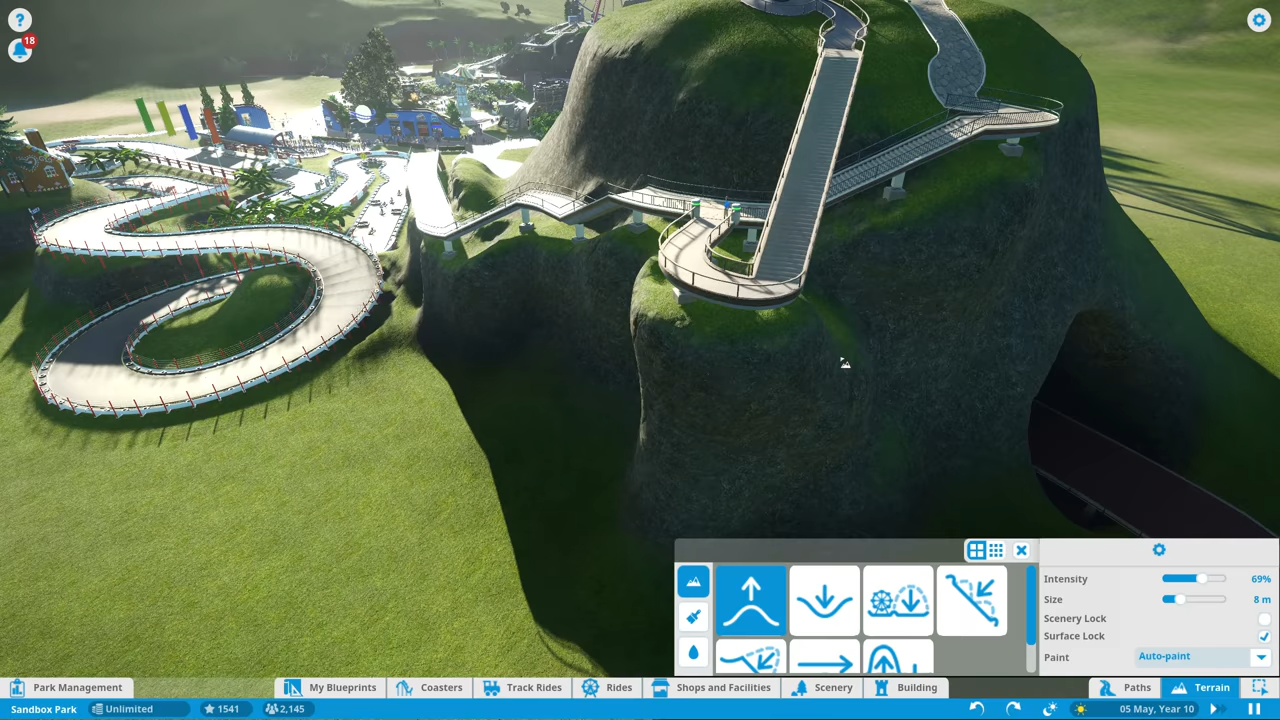 ?
18
Intensity 69%
Size 8 m
Scenery Lock
Surface Lock
Paint Auto-paint
Park Management My Blueprints Coasters Track Rides Rides Shops and Facilities Scenery Building Paths Terrain
Sandbox Park Unlimited 1541 2,145 05 May, Year 10